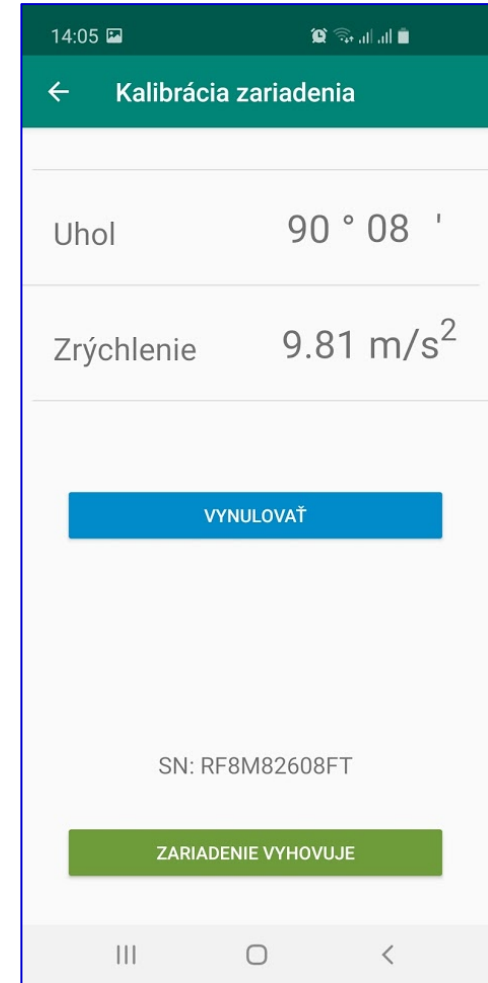 14:05
Kalibrácia zariadenia
Uhol 90 ° 08 '
Zrýchlenie 9.81 m/s²
VYNULOVAŤ
SN: RF8M82608FT
ZARIADENIE VYHOVUJE